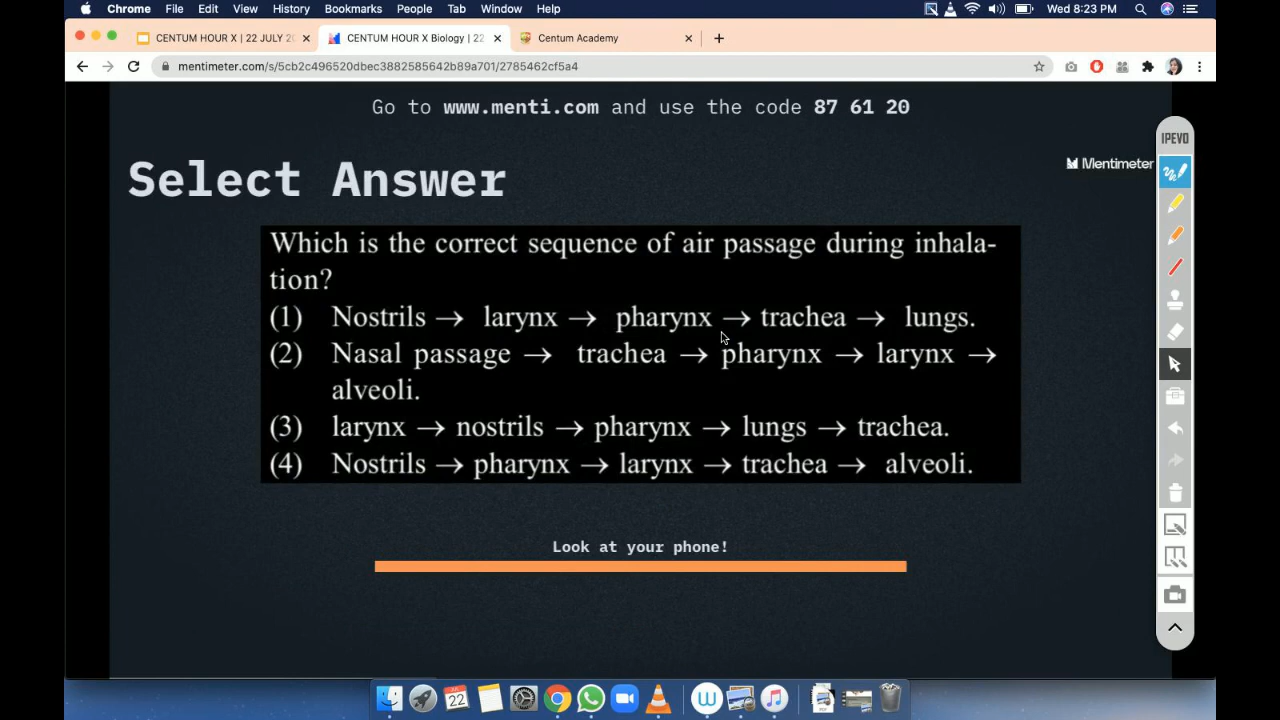 Chrome File Edit View History Bookmarks People Tab Window Help Wed 8:23 PM
CENTUM HOUR X | 22 JULY 2 CENTUM HOUR X Biology | 22 Centum Academy
mentimeter.com/s/5cb2c496520dbec3882585642b89a701/2785462cf5a4
Go to www.menti.com and use the code 87 61 20
IPEVO
Mentimeter
Select Answer
Which is the correct sequence of air passage during inhala-
tion?
(1) Nostrils → larynx → pharynx → trachea → lungs.
(2) Nasal passage → trachea → pharynx → larynx →
alveoli.
(3) larynx → nostrils → pharynx → lungs → trachea.
(4) Nostrils → pharynx → larynx → trachea → alveoli.
Look at your phone!
22